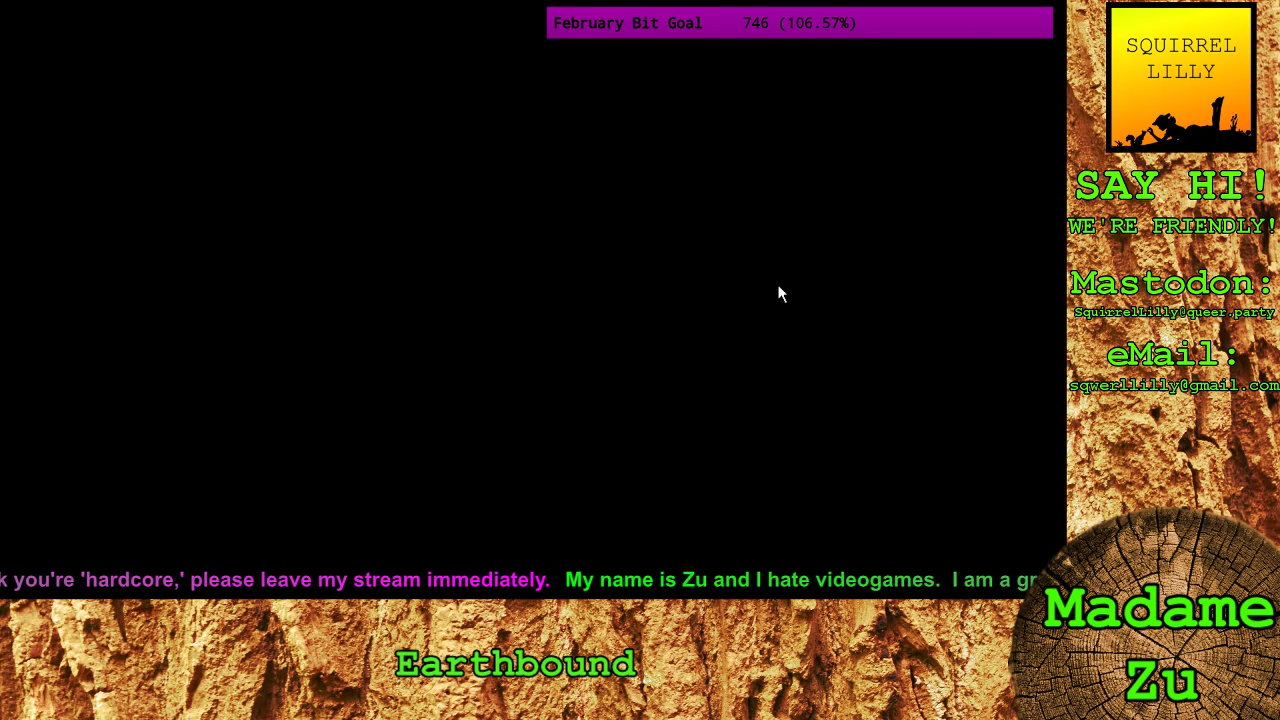 February Bit Goal 746 (106.57%)
SQUIRREL
LILLY
SAY HI!
WE'RE FRIENDLY!
Mastodon:
SquirrelLilly@queer.party
eMail:
sqwerllilly@gmail.com
you're 'hardcore,' please leave my stream immediately. My name is Zu and I hate videogames. I am a
Earthbound
Madame
Zu